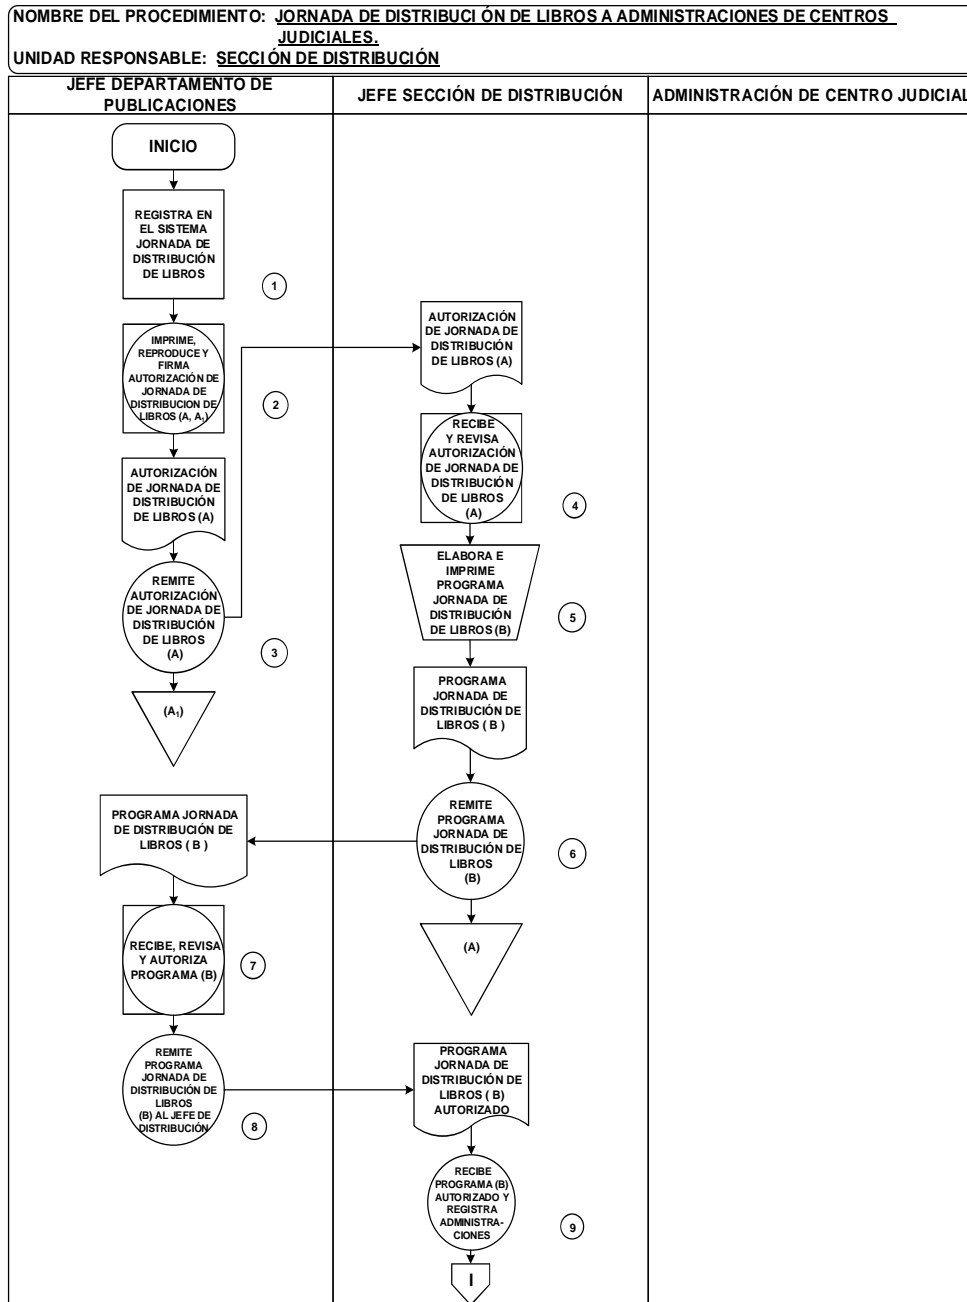 NOMBRE DEL PROCEDIMIENTO: JORNADA DE DISTRIBUCI ÓN DE LIBROS A ADMINISTRACIONES DE CENTROS
JUDICIALES.
UNIDAD RESPONSABLE: SECCIÓN DE DISTRIBUCIÓN
JEFE DEPARTAMENTO DE
PUBLICACIONES
JEFE SECCIÓN DE DISTRIBUCIÓN
ADMINISTRACIÓN DE CENTRO JUDICIAL
INICIO
REGISTRA EN
EL SISTEMA
JORNADA DE
DISTRIBUCIÓN
DE LIBROS
1
IMPRIME,
REPRODUCE Y
FIRMA
AUTORIZACIÓN DE
JORNADA DE
DISTRIBUCION DE
LIBROS (A, A₁)
2
AUTORIZACIÓN
DE JORNADA DE
DISTRIBUCIÓN
DE LIBROS (A)
REMITE
AUTORIZACIÓN
DE JORNADA DE
DISTRIBUCIÓN
DE LIBROS
(A)
3
(A₁)
AUTORIZACIÓN
DE JORNADA DE
DISTRIBUCIÓN
DE LIBROS (A)
RECIBE
Y REVISA
AUTORIZACIÓN
DE JORNADA DE
DISTRIBUCIÓN
DE LIBROS
(A)
4
ELABORA E
IMPRIME
PROGRAMA
JORNADA DE
DISTRIBUCIÓN
DE LIBROS (B)
5
PROGRAMA
JORNADA DE
DISTRIBUCIÓN DE
LIBROS ( B )
REMITE
PROGRAMA
JORNADA DE
DISTRIBUCIÓN DE
LIBROS
(B)
6
(A)
PROGRAMA JORNADA
DE DISTRIBUCIÓN DE
LIBROS ( B )
RECIBE, REVISA
Y AUTORIZA
PROGRAMA (B)
7
REMITE
PROGRAMA
JORNADA DE
DISTRIBUCIÓN DE
LIBROS
(B) AL JEFE DE
DISTRIBUCIÓN
8
PROGRAMA
JORNADA DE
DISTRIBUCIÓN DE
LIBROS ( B)
AUTORIZADO
RECIBE
PROGRAMA (B)
AUTORIZADO Y
REGISTRA
ADMINISTRA-
CIONES
9
I